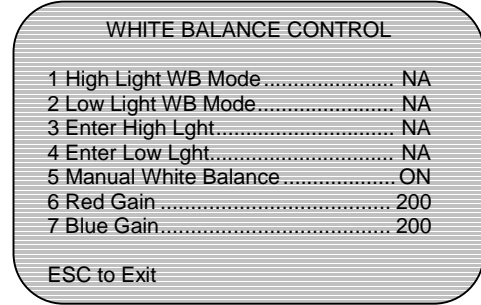 WHITE BALANCE CONTROL
1 High Light WB Mode...................... NA
2 Low Light WB Mode....................... NA
3 Enter High Lght.............................. NA
4 Enter Low Lght............................... NA
5 Manual White Balance................... ON
6 Red Gain ...................................... 200
7 Blue Gain....................................... 200
ESC to Exit